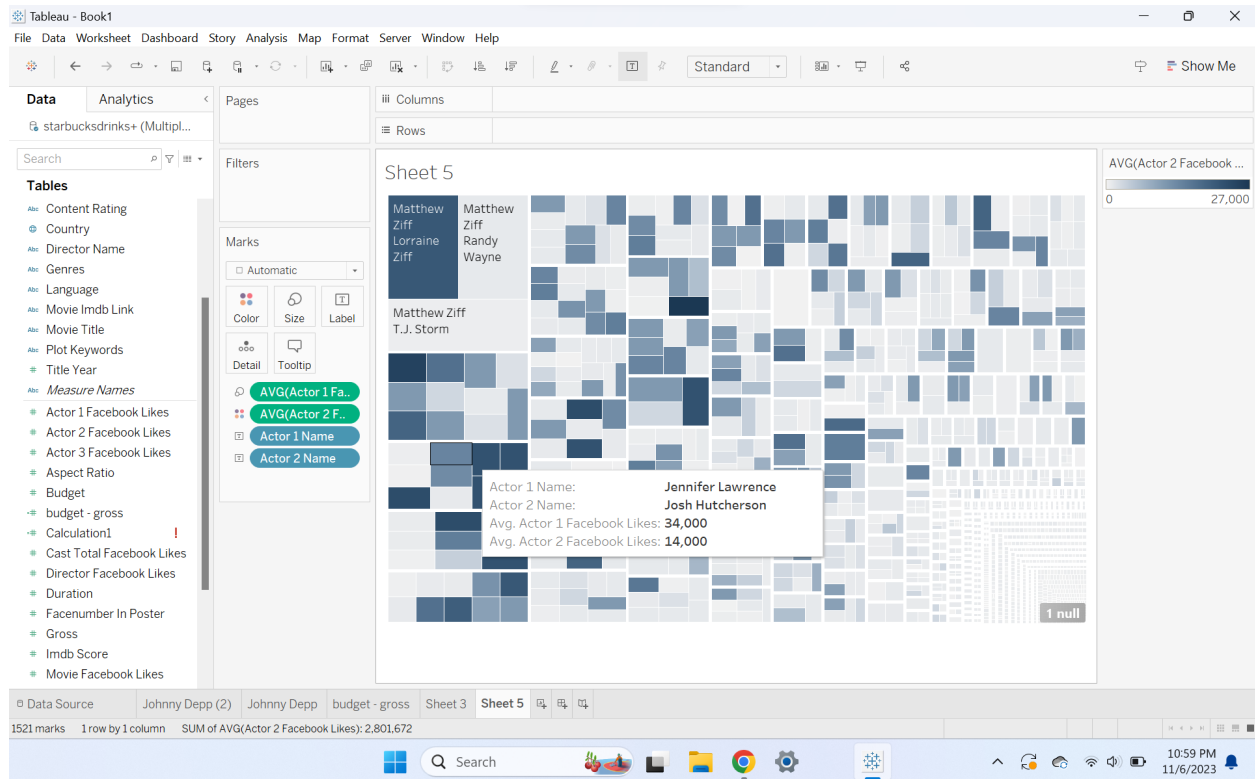 Tableau - Book1
File Data Worksheet Dashboard Story Analysis Map Format Server Window Help
Standard
Show Me
Data Analytics
starbucksdrinks+ (Multipl...
Search
Tables
Abc Content Rating
Country
Abc Director Name
Abc Genres
Abc Language
Abc Movie Imdb Link
Abc Movie Title
Abc Plot Keywords
# Title Year
Abc Measure Names
# Actor 1 Facebook Likes
# Actor 2 Facebook Likes
# Actor 3 Facebook Likes
# Aspect Ratio
# Budget
=# budget - gross
=# Calculation1 !
# Cast Total Facebook Likes
# Director Facebook Likes
# Duration
# Facenumber In Poster
# Gross
# Imdb Score
# Movie Facebook Likes
Pages
Filters
Marks
Automatic
Color Size Label
Detail Tooltip
AVG(Actor 1 Fa..
AVG(Actor 2 F..
Actor 1 Name
Actor 2 Name
Columns
Rows
Sheet 5
Matthew
Ziff
Lorraine
Ziff
Matthew
Ziff
Randy
Wayne
Matthew Ziff
T.J. Storm
Actor 1 Name: Jennifer Lawrence
Actor 2 Name: Josh Hutcherson
Avg. Actor 1 Facebook Likes: 34,000
Avg. Actor 2 Facebook Likes: 14,000
1 null
AVG(Actor 2 Facebook ...
0 27,000
Data Source Johnny Depp (2) Johnny Depp budget - gross Sheet 3 Sheet 5
1521 marks 1 row by 1 column SUM of AVG(Actor 2 Facebook Likes): 2,801,672
Search
10:59 PM
11/6/2023